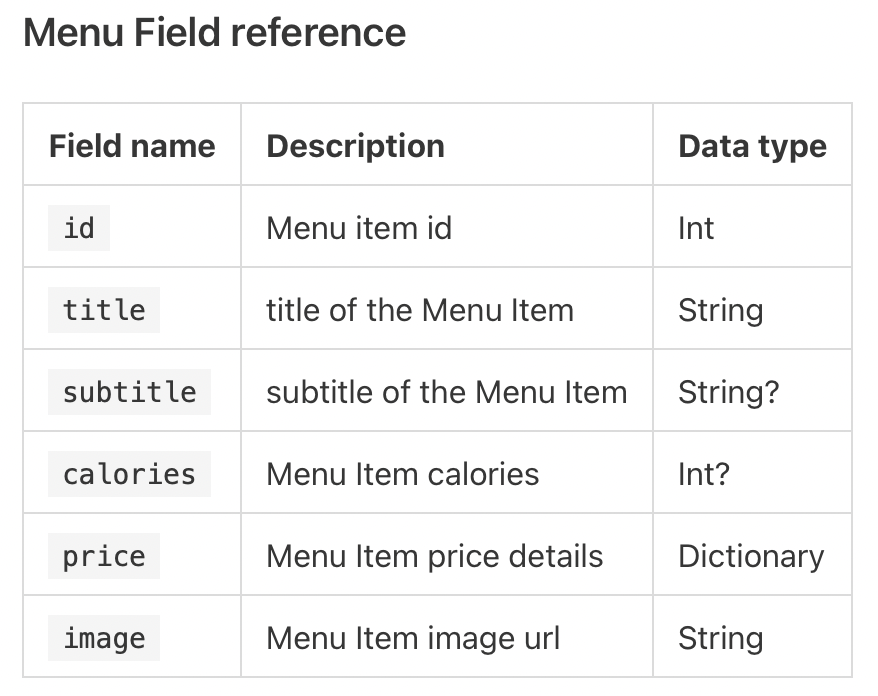 Menu Field reference
Field name Description Data type
id Menu item id Int
title title of the Menu Item String
subtitle subtitle of the Menu Item String?
calories Menu Item calories Int?
price Menu Item price details Dictionary
image Menu Item image url String